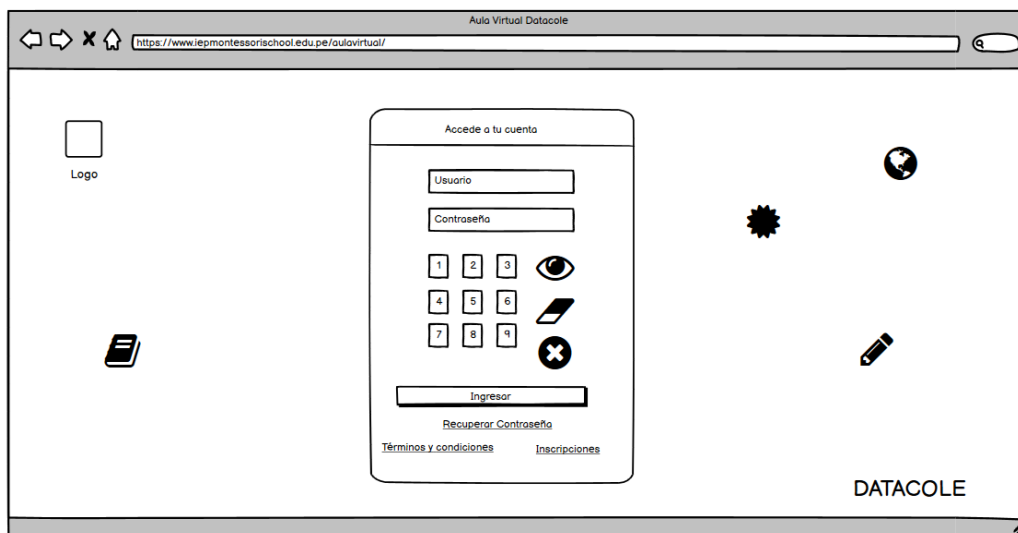 Aula Virtual Datacole
https://www.iepmontessorischool.edu.pe/aulavirtual/
Logo
Accede a tu cuenta
Usuario
Contraseña
1 2 3
4 5 6
7 8 9
Ingresar
Recuperar Contraseña
Términos y condiciones
Inscripciones
DATACOLE